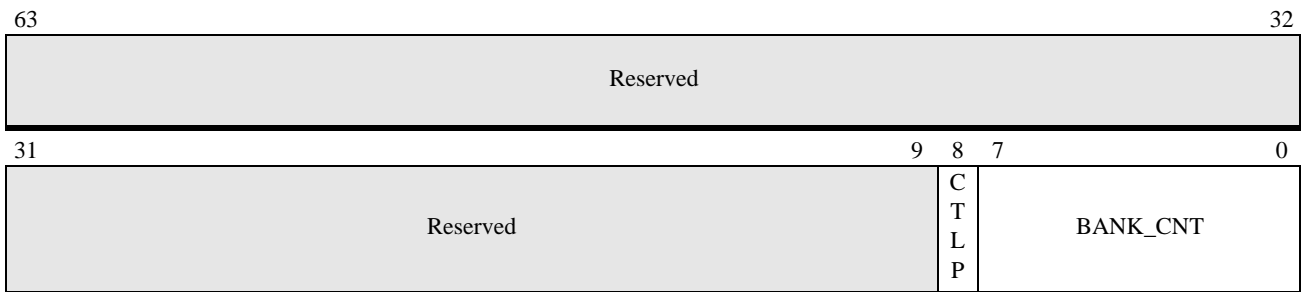 63 32
Reserved
31 9 8 7 0
Reserved
C
T
L
P
BANK_CNT